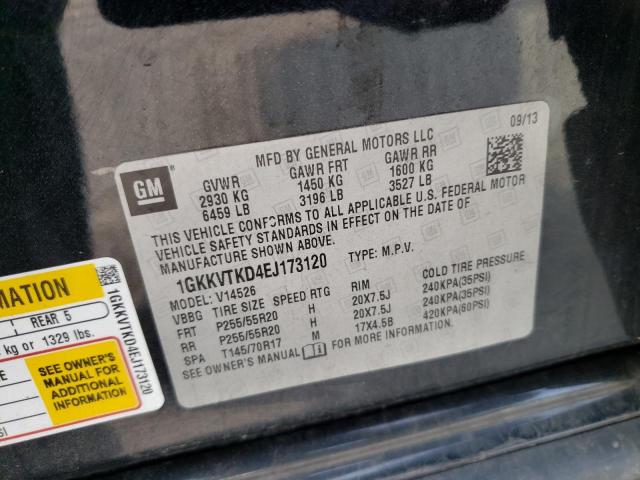 09/13
MFD BY GENERAL MOTORS LLC
GM
GVWR GAWR FRT GAWR RR
2930 KG 1450 KG 1600 KG
6459 LB 3196 LB 3527 LB
THIS VEHICLE CONFORMS TO ALL APPLICABLE U.S. FEDERAL MOTOR
VEHICLE SAFETY STANDARDS IN EFFECT ON THE DATE OF
MANUFACTURE SHOWN ABOVE.
1GKKVTKD4EJ173120 TYPE: M.P.V.
MODEL: V14526
VBBG TIRE SIZE SPEED RTG RIM COLD TIRE PRESSURE
FRT P255/55R20 H 20X7.5J 240KPA(35PSI)
RR P255/55R20 H 20X7.5J 240KPA(35PSI)
SPA T145/70R17 M 17X4.5B 420KPA(60PSI)
SEE OWNER'S MANUAL FOR MORE INFORMATION.
MATION
REAR 5
kg or 1329 lbs.
SEE OWNER'S
MANUAL FOR
ADDITIONAL
INFORMATION
1GKKVTKD4EJ173120